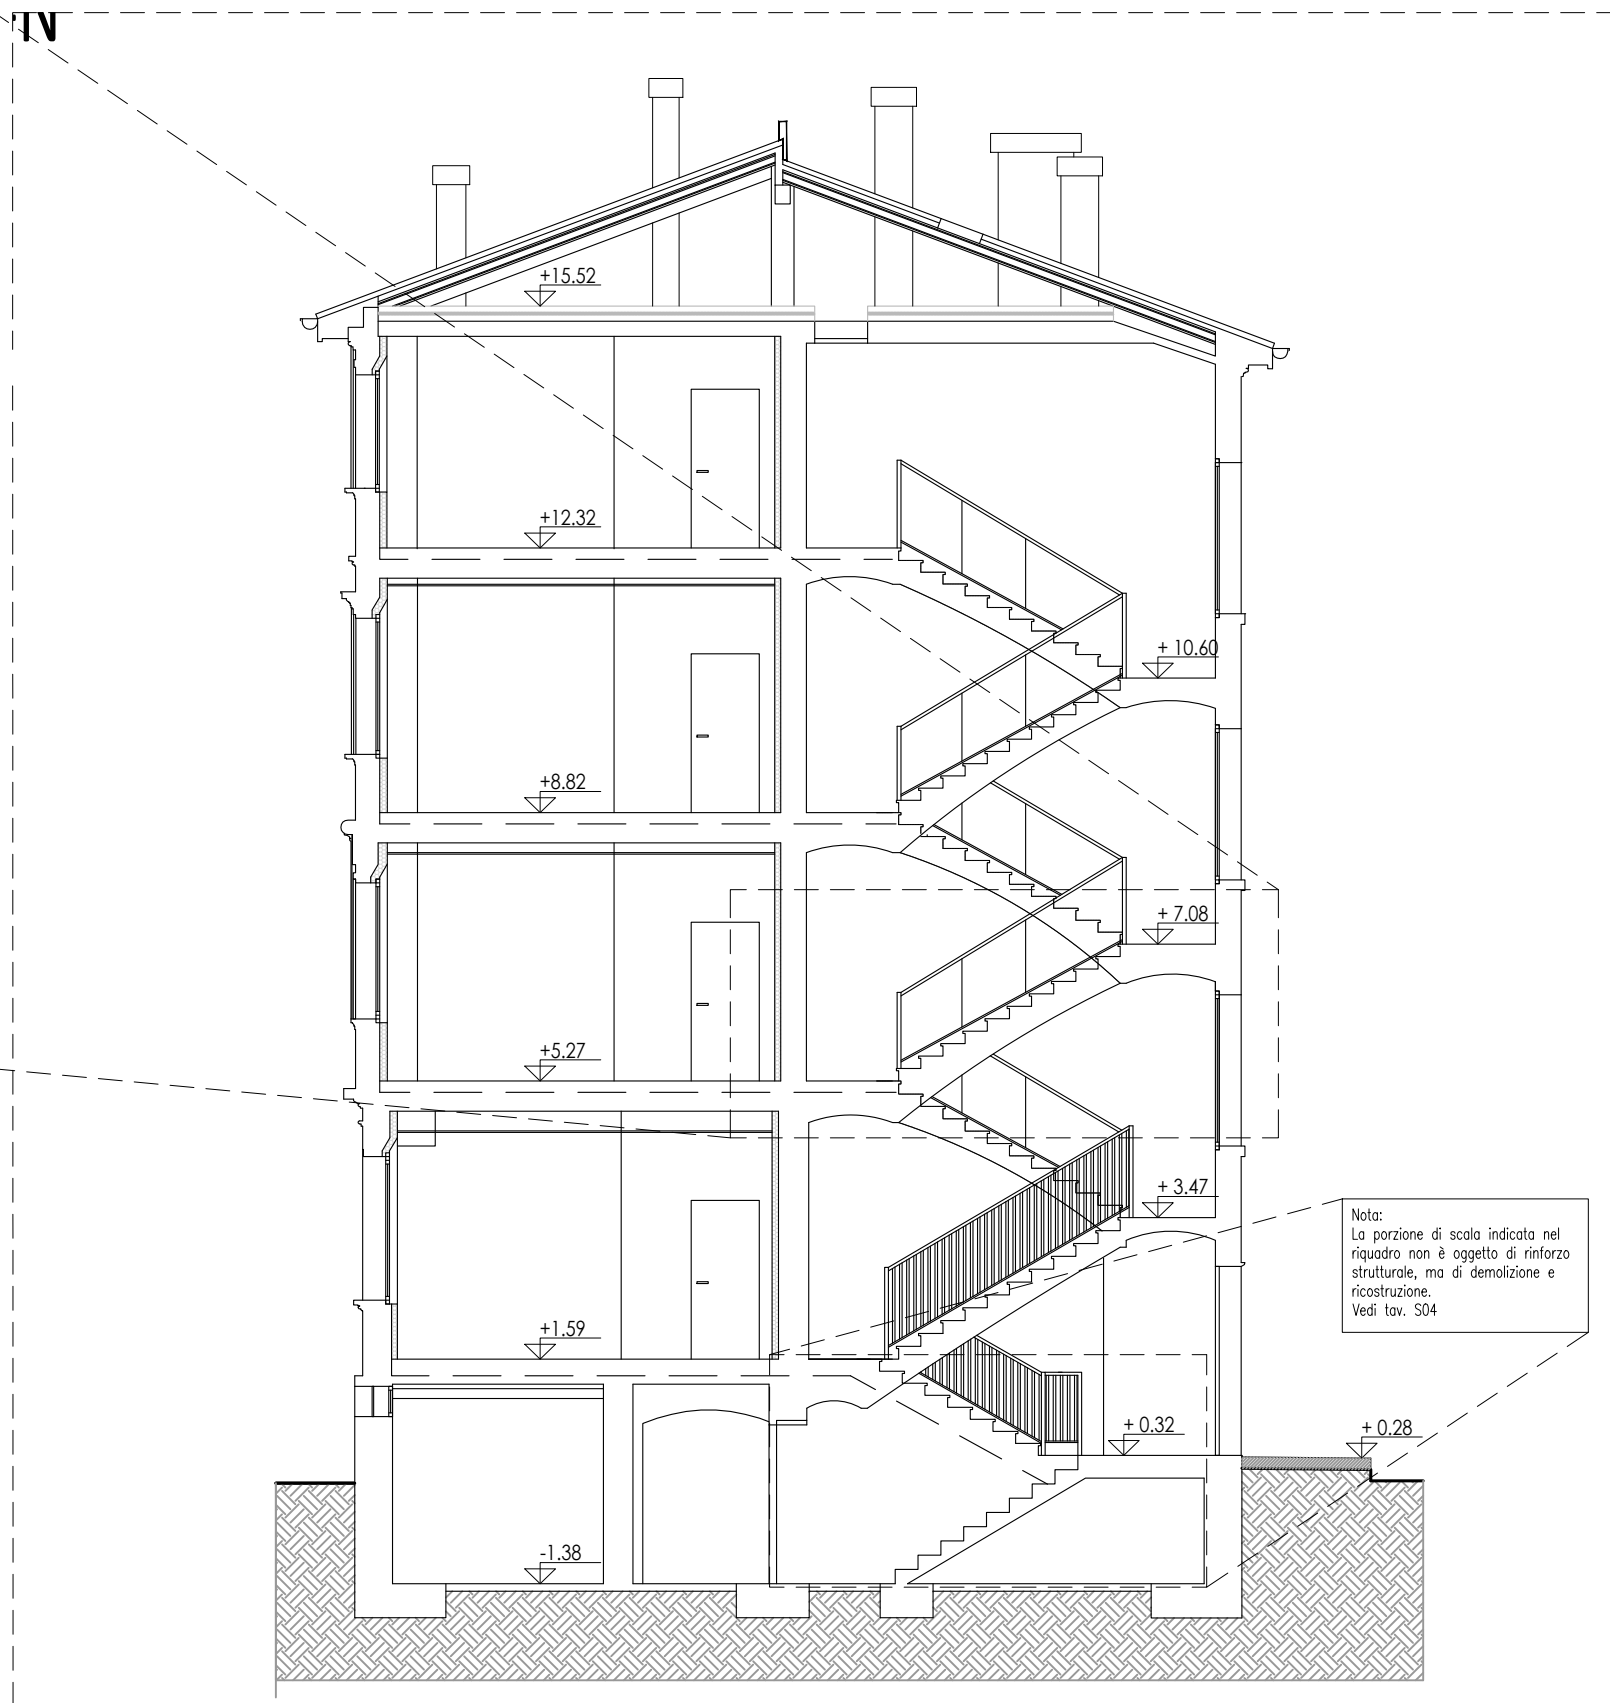 +15.52
+12.32
+ 10.60
+8.82
+ 7.08
+5.27
+ 3.47
Nota:
La porzione di scala indicata nel
riquadro non è oggetto di rinforzo
strutturale, ma di demolizione e
ricostruzione.
Vedi tav. S04
+1.59
+ 0.32
+ 0.28
-1.38